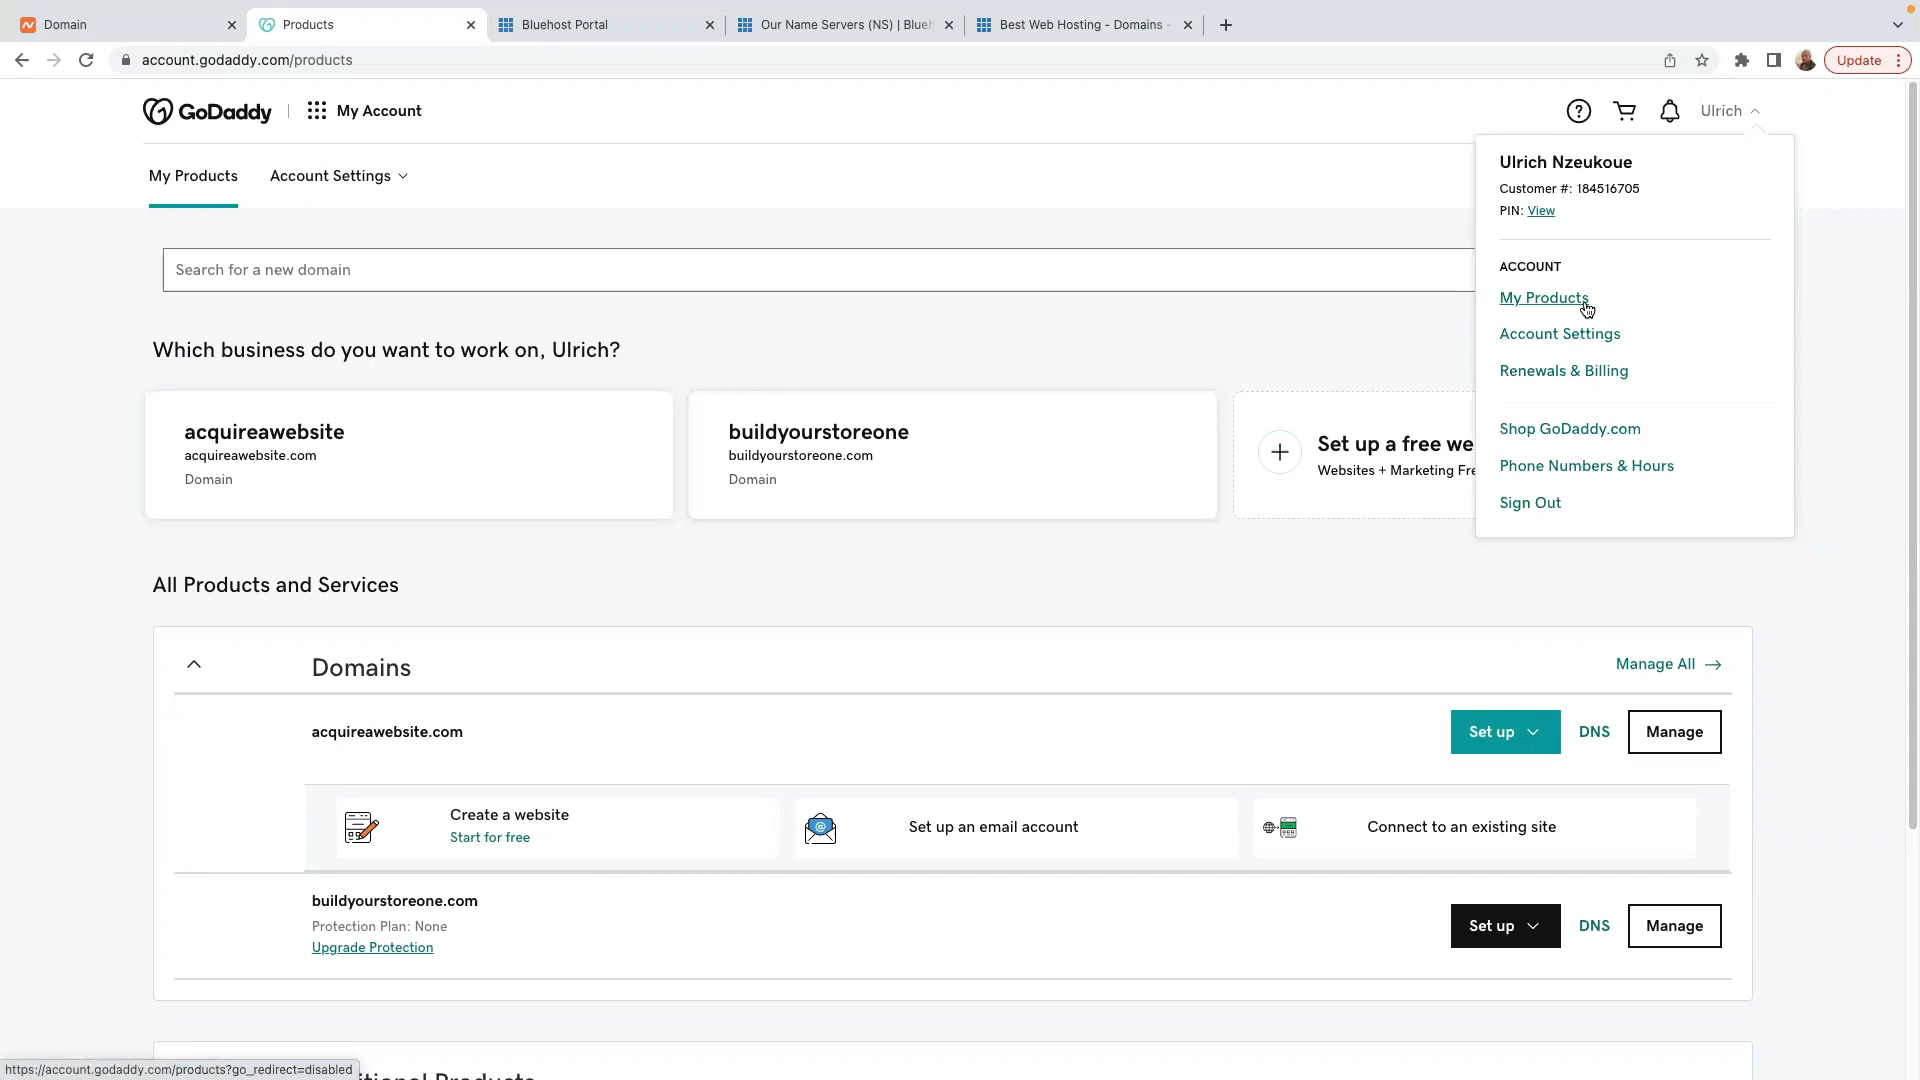 Domain
Products
Bluehost Portal
Our Name Servers (NS) | Blueh
Best Web Hosting - Domains -
account.godaddy.com/products
Update
GoDaddy
My Account
Ulrich
My Products
Account Settings
Ulrich Nzeukoue
Customer #: 184516705
PIN: View
ACCOUNT
My Products
Account Settings
Renewals & Billing
Shop GoDaddy.com
Phone Numbers & Hours
Sign Out
Search for a new domain
Which business do you want to work on, Ulrich?
acquireawebsite
acquireawebsite.com
Domain
buildyourstoreone
buildyourstoreone.com
Domain
Set up a free we
Websites + Marketing Fre
All Products and Services
Domains
Manage All
acquireawebsite.com
Set up
DNS
Manage
Create a website
Start for free
Set up an email account
Connect to an existing site
buildyourstoreone.com
Protection Plan: None
Upgrade Protection
Set up
DNS
Manage
https://account.godaddy.com/products?go_redirect=disabled
Products